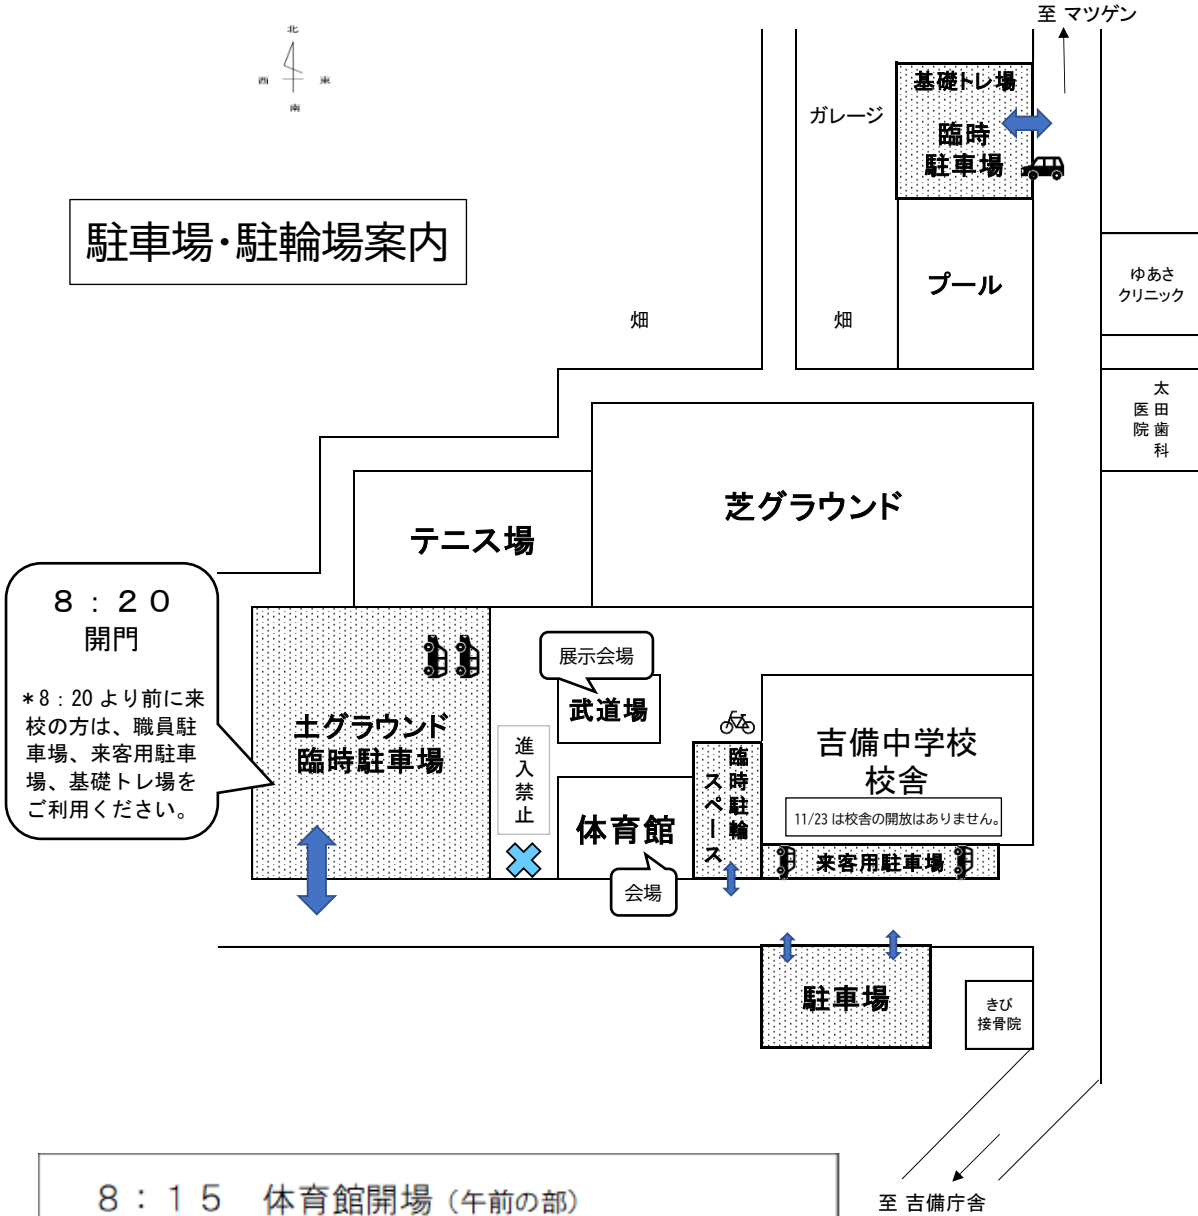 至 マツゲン
北
西 東
南
基礎トレ場
臨時
駐車場
ガレージ
駐車場・駐輪場案内
プール
ゆあさ
クリニック
畑
畑
太田歯科
医院
芝グラウンド
テニス場
8：20
開門
*8：20 より前に来
校の方は、職員駐
車場、来客用駐車
場、基礎トレ場を
ご利用ください。
展示会場
武道場
土グラウンド
臨時駐車場
進入禁止
臨時駐輪
スペース
吉備中学校
校舎
11/23 は校舎の開放はありません。
体育館
会場
来客用駐車場
駐車場
きび
接骨院
8：15 体育館開場（午前の部）
至 吉備庁舎